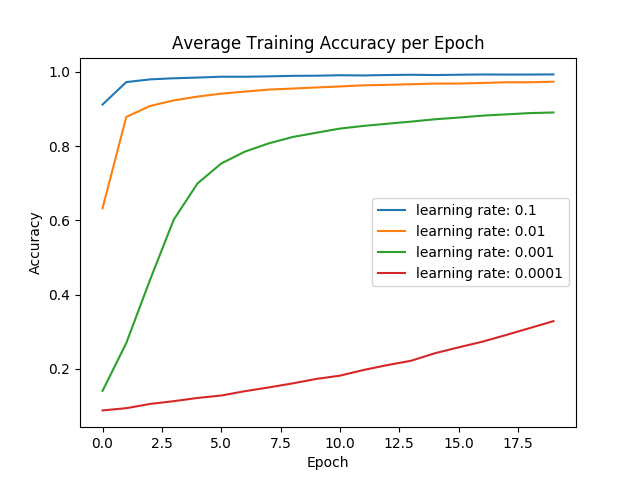 Average Training Accuracy per Epoch
1.0
0.8
0.6
0.4
0.2
Accuracy
learning rate: 0.1
learning rate: 0.01
learning rate: 0.001
learning rate: 0.0001
0.0 2.5 5.0 7.5 10.0 12.5 15.0 17.5
Epoch